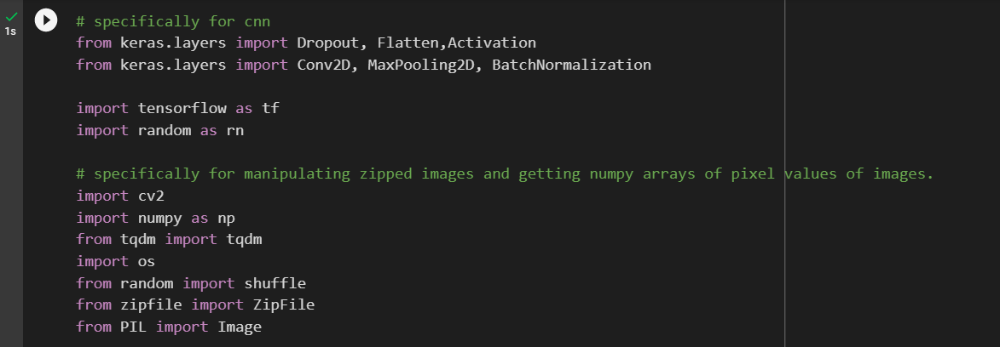 1s
# specifically for cnn
from keras.layers import Dropout, Flatten,Activation
from keras.layers import Conv2D, MaxPooling2D, BatchNormalization
import tensorflow as tf
import random as rn
# specifically for manipulating zipped images and getting numpy arrays of pixel values of images.
import cv2
import numpy as np
from tqdm import tqdm
import os
from random import shuffle
from zipfile import ZipFile
from PIL import Image